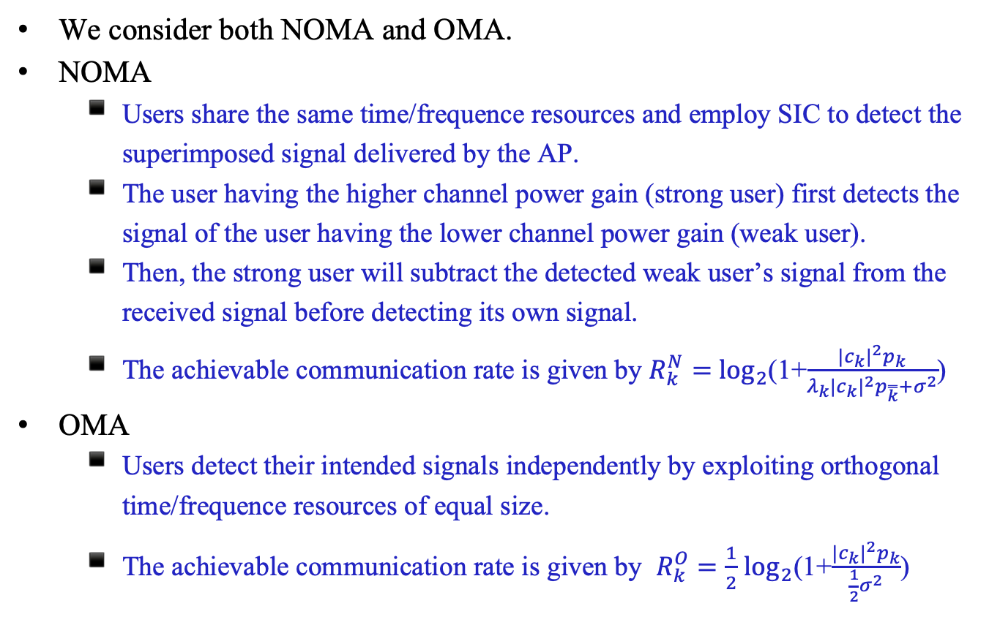 • We consider both NOMA and OMA.
• NOMA
▪ Users share the same time/frequence resources and employ SIC to detect the
superimposed signal delivered by the AP.
▪ The user having the higher channel power gain (strong user) first detects the
signal of the user having the lower channel power gain (weak user).
▪ Then, the strong user will subtract the detected weak user’s signal from the
received signal before detecting its own signal.
▪ The achievable communication rate is given by $R_k^N = \log_2(1+\frac{|c_k|^2 p_k}{\lambda_k |c_k|^2 p_{\bar{\bar{k}}}+\sigma^2})$
• OMA
▪ Users detect their intended signals independently by exploiting orthogonal
time/frequence resources of equal size.
▪ The achievable communication rate is given by $R_k^O = \frac{1}{2}\log_2(1+\frac{|c_k|^2 p_k}{\frac{1}{2}\sigma^2})$